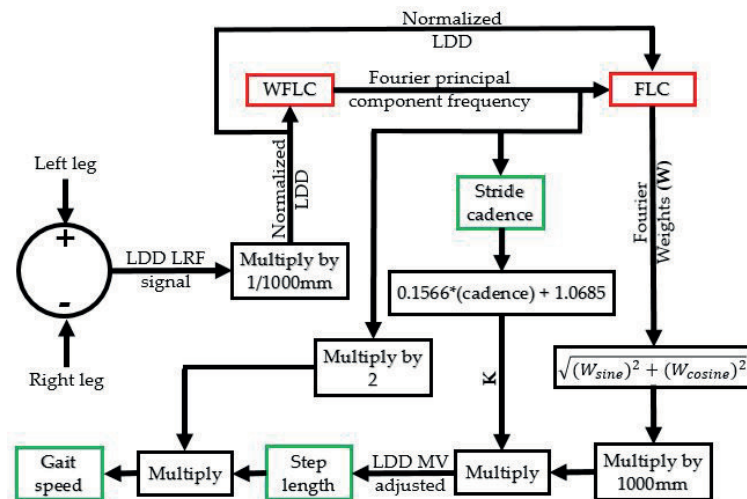 Normalized
LDD
WFLC
Fourier principal
component frequency
FLC
Left leg
Normalized
LDD
Stride
cadence
Fourier
Weights (W)
+
LDD LRF
signal
Multiply by
1/1000mm
-
0.1566*(cadence) + 1.0685
Right leg
Multiply by
2
K
√(W_sine)² + (W_cosine)²
Gait
speed
Multiply
Step
length
LDD MV
adjusted
Multiply
Multiply by
1000mm